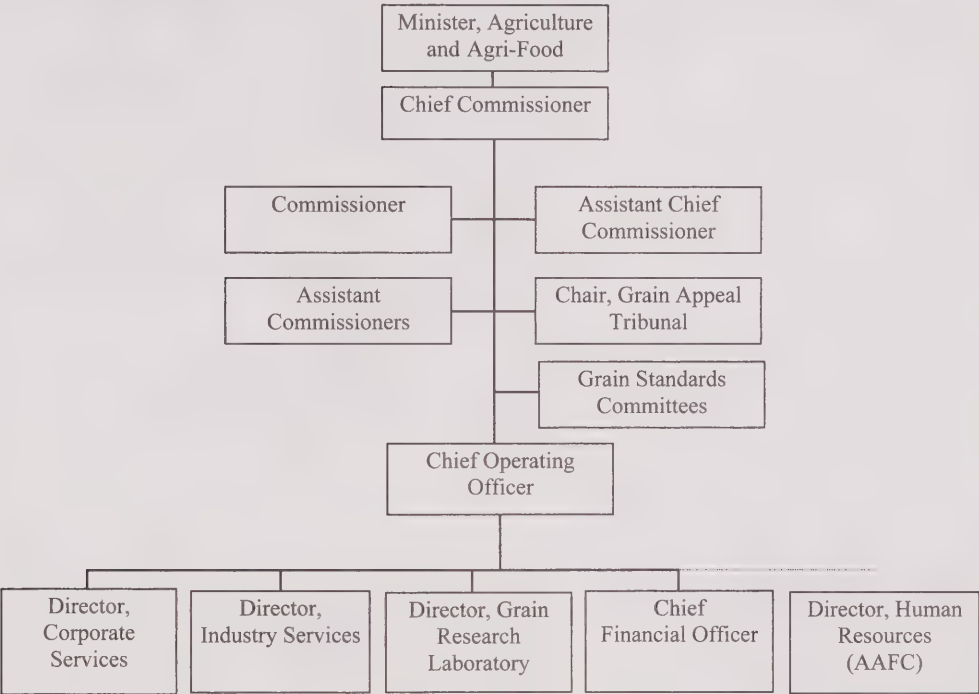 Minister, Agriculture
and Agri-Food
Chief Commissioner
Commissioner
Assistant Chief
Commissioner
Assistant
Commissioners
Chair, Grain Appeal
Tribunal
Grain Standards
Committees
Chief Operating
Officer
Director,
Corporate
Services
Director,
Industry Services
Director, Grain
Research
Laboratory
Chief
Financial Officer
Director, Human
Resources
(AAFC)